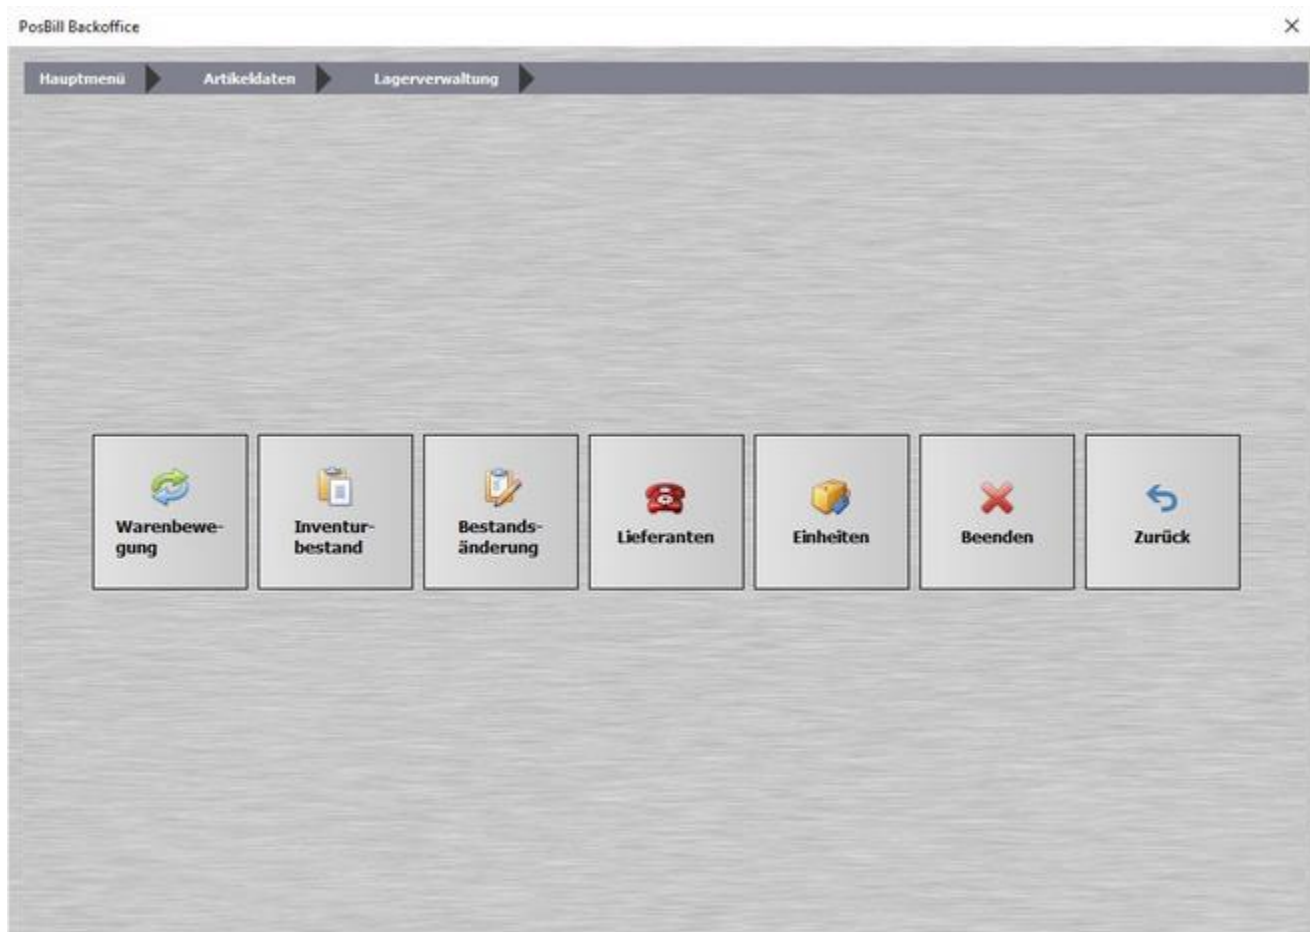 PosBill Backoffice
Hauptmenü Artikeldaten Lagerverwaltung
Warenbewe-
gung
Inventur-
bestand
Bestands-
änderung
Lieferanten
Einheiten
Beenden
Zurück